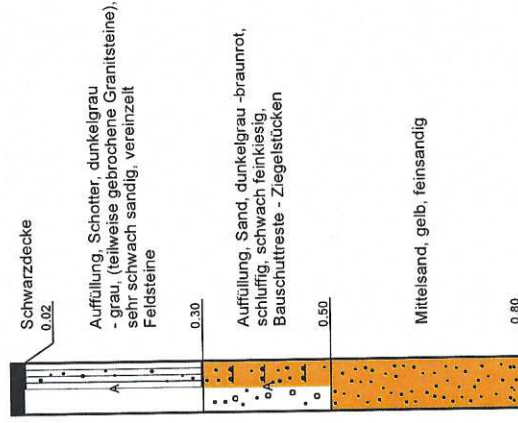 Schwarzdecke
0.02
Auffüllung, Schotter, dunkelgrau
- grau, (teilweise gebrochene Granitsteine),
sehr schwach sandig, vereinzelt
Feldsteine
A
0.30
Auffüllung, Sand, dunkelgrau -braunrot,
schluffig, schwach feinkiesig,
Bauschuttreste - Ziegelstücken
A
0.50
Mittelsand, gelb, feinsandig
0.80